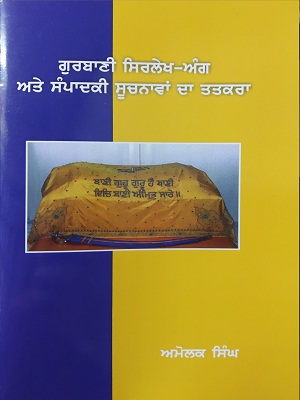 ਗੁਰਬਾਣੀ ਸਿਰਲੇਖ-ਅੰਗ
ਅਤੇ ਸੰਪਾਦਕੀ ਸੂਚਨਾਵਾਂ ਦਾ ਤਤਕਰਾ
ਬਾਣੀ ਗੁਰੂ ਗੁਰੂ ਹੈ ਬਾਣੀ
ਵਿਚਿ ਬਾਣੀ ਅੰਮ੍ਰਿਤੁ ਸਾਰੇ ॥
ਅਮੋਲਕ ਸਿੰਘ